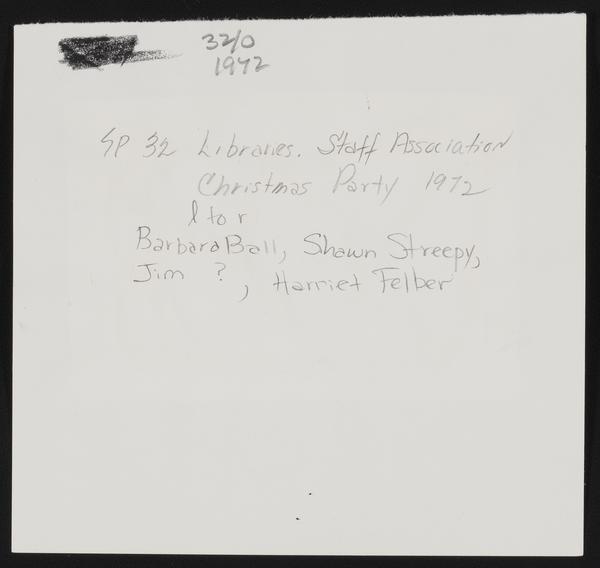 32/0
1972
SP 32 Libraries. Staff Association
Christmas Party 1972
l to r
Barbara Ball, Shawn Streepy,
Jim ?, Harriet Felber